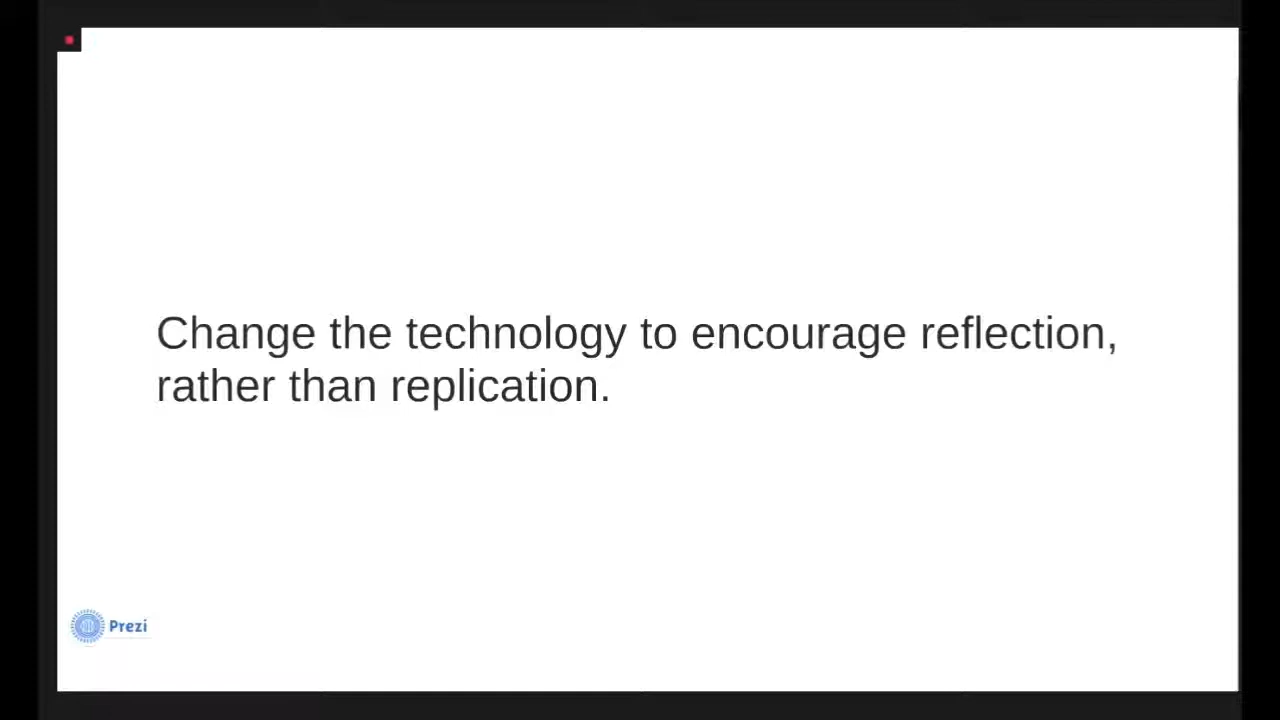 Change the technology to encourage reflection,
rather than replication.
Prezi